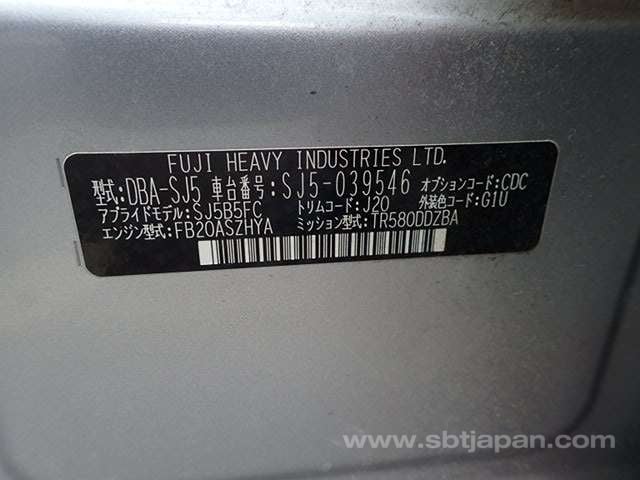 FUJI HEAVY INDUSTRIES LTD.
型式:DBA-SJ5 車台番号:SJ5-039546 オプションコード:CDC
アプライドモデル:SJ5B5FC トリムコード:J20 外装色コード:G1U
エンジン型式:FB20ASZHYA ミッション型式:TR580DDZBA
www.sbtjapan.com